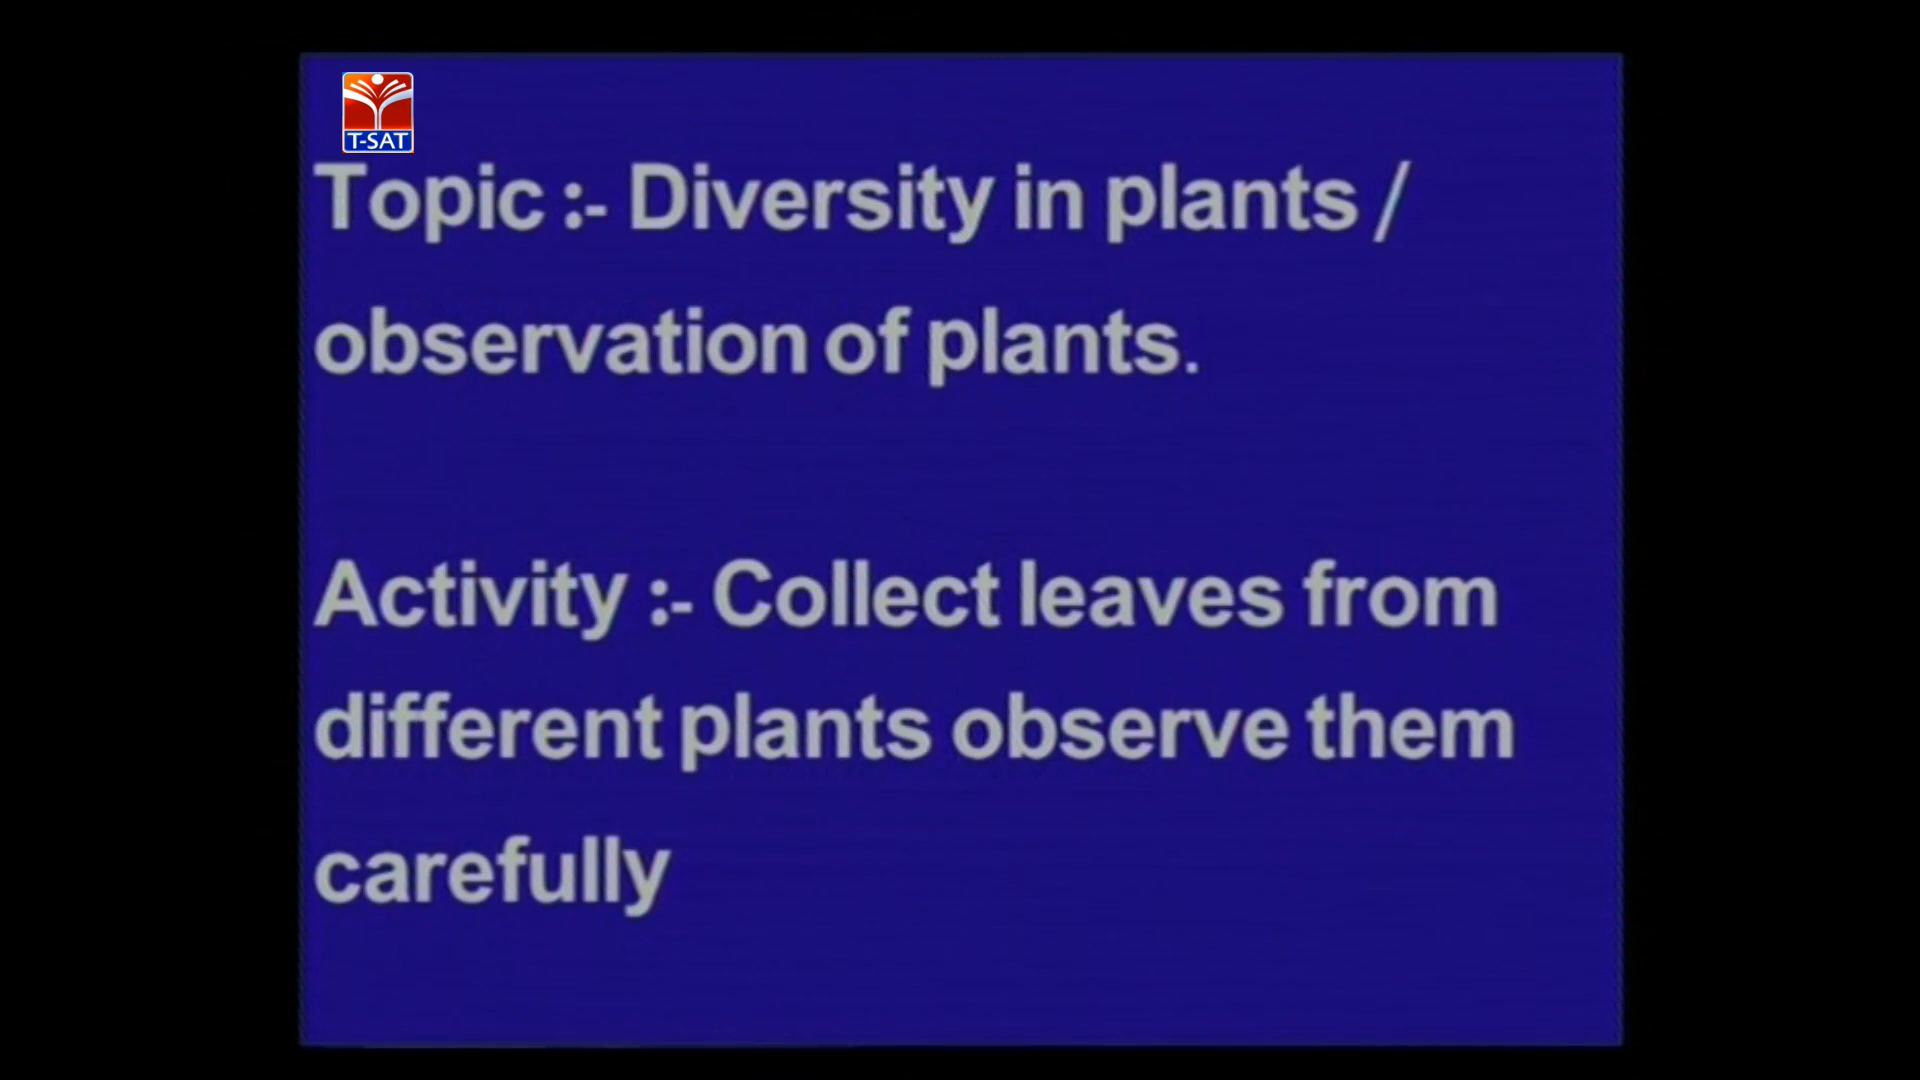 T-SAT
Topic :- Diversity in plants /
observation of plants.
Activity :- Collect leaves from
different plants observe them
carefully